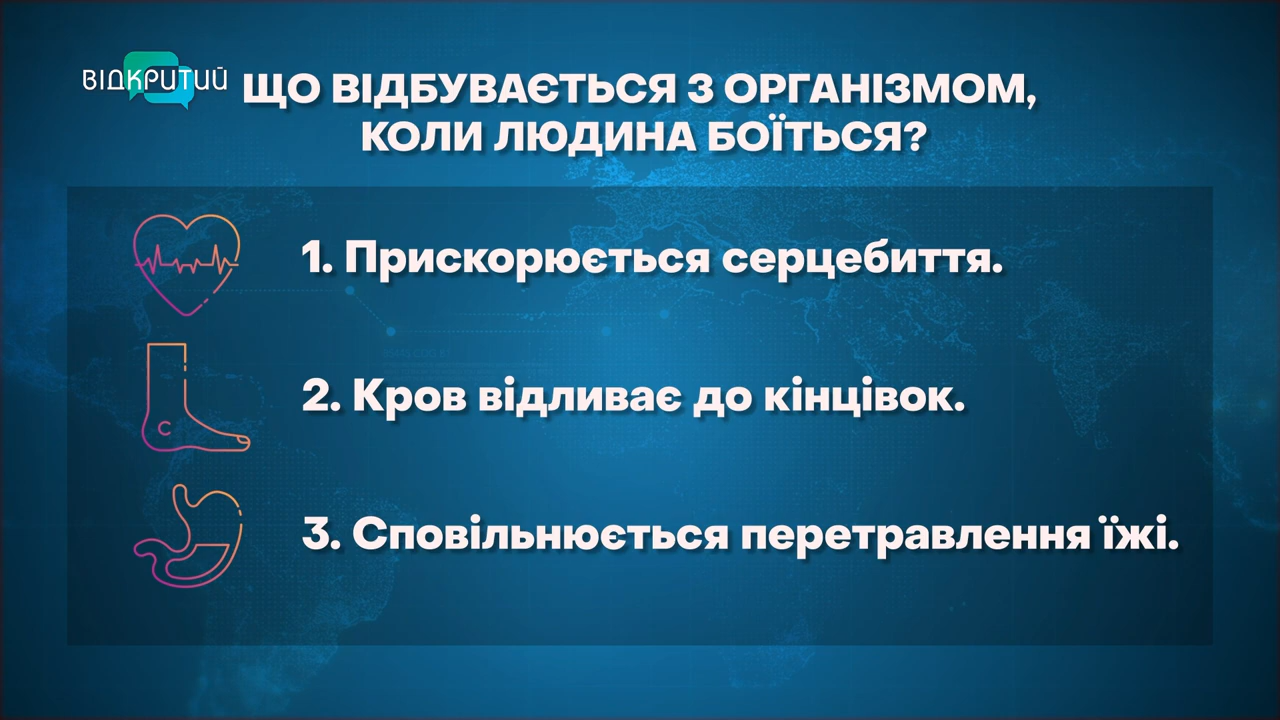 ВІДКРИТИЙ
ЩО ВІДБУВАЄТЬСЯ З ОРГАНІЗМОМ,
КОЛИ ЛЮДИНА БОЇТЬСЯ?
1. Прискорюється серцебиття.
2. Кров відливає до кінцівок.
3. Сповільнюється перетравлення їжі.